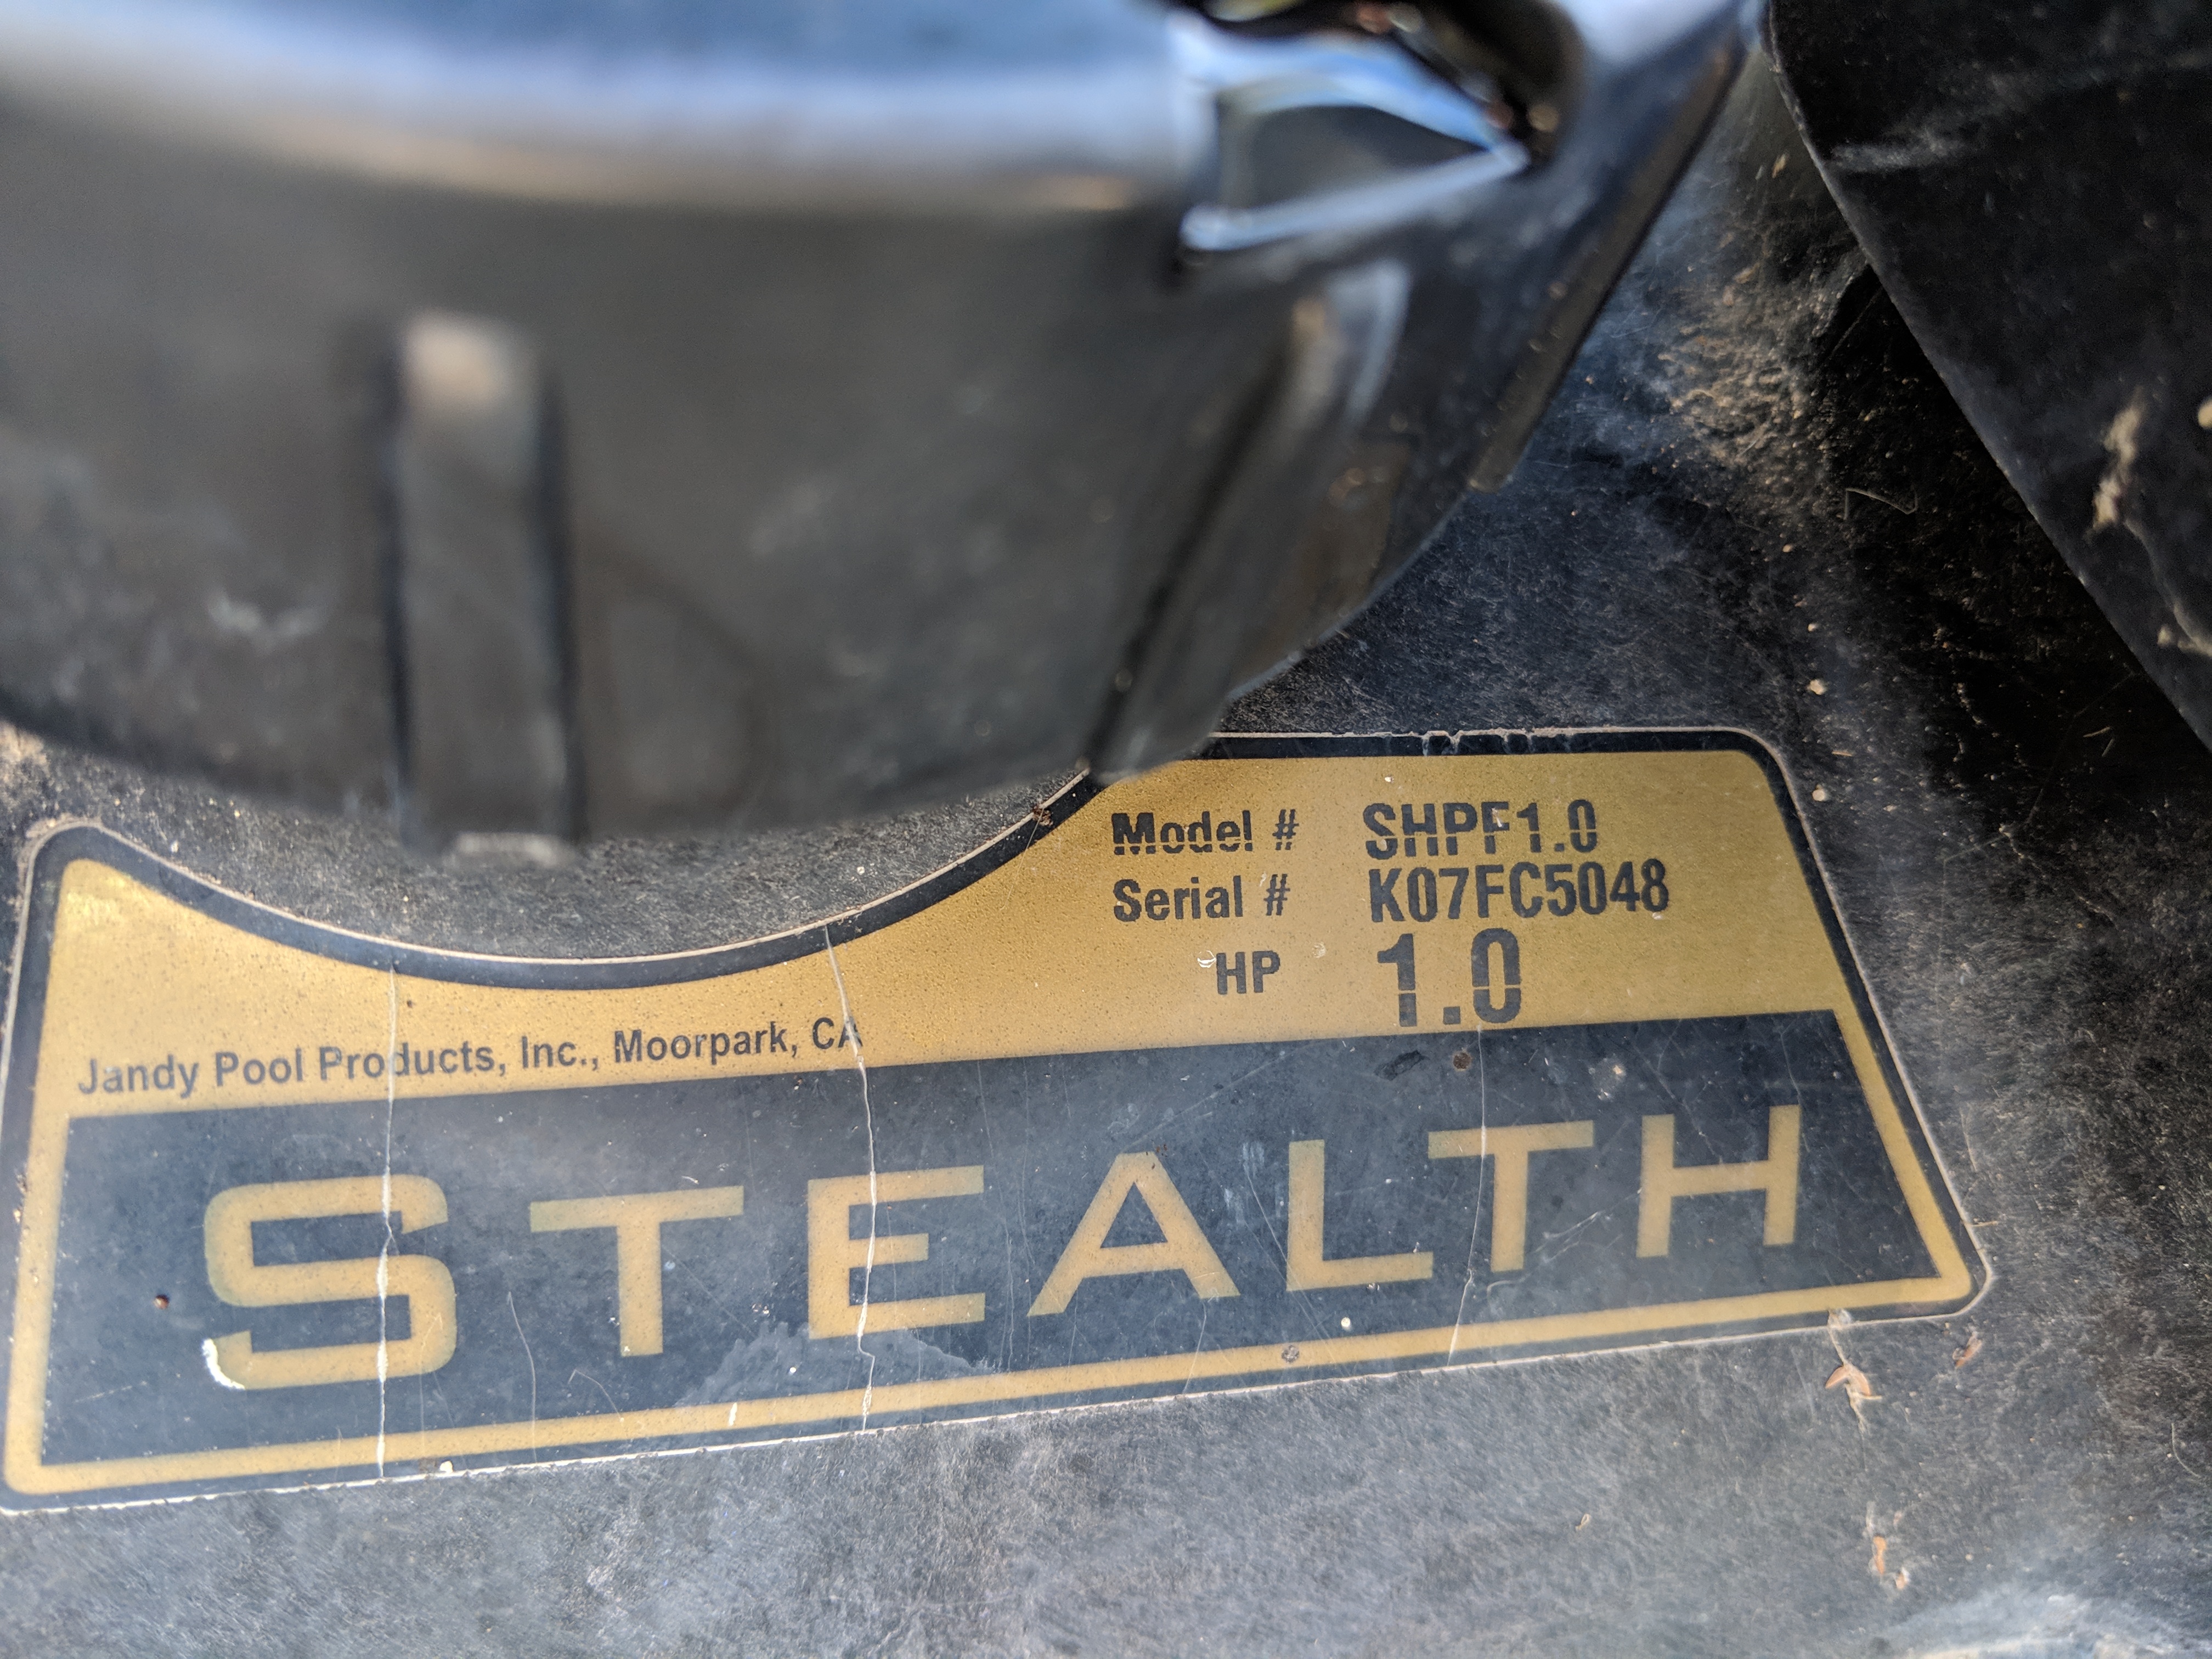 Model # SHPF1.0
Serial # K07FC5048
HP 1.0
Jandy Pool Products, Inc., Moorpark, CA
STEALTH